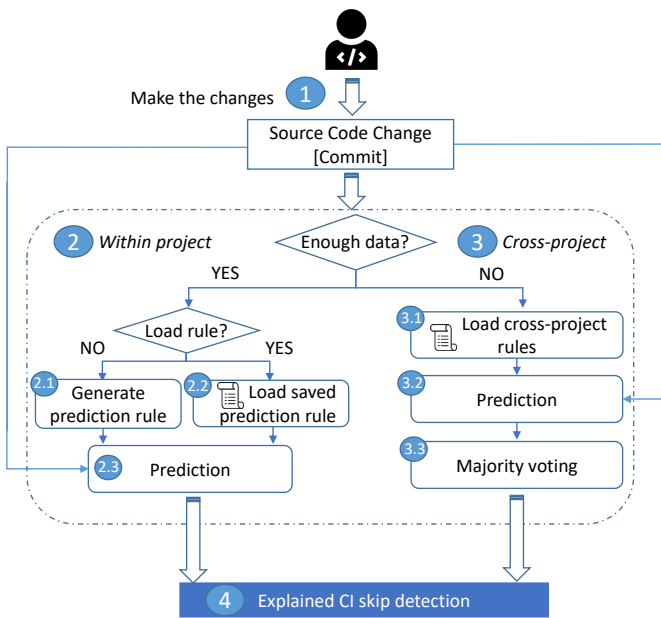 </>
Make the changes
1
Source Code Change
[Commit]
2
Within project
Enough data?
3
Cross-project
YES
NO
Load rule?
3.1
Load cross-project
rules
NO
YES
2.1
Generate
prediction rule
2.2
Load saved
prediction rule
3.2
Prediction
2.3
Prediction
3.3
Majority voting
4
Explained CI skip detection